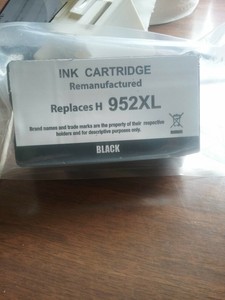 INK CARTRIDGE
Remanufactured
Replaces H 952XL
Brand names and trade marks are the property of their respective
holders and for descriptive purposes only.
BLACK